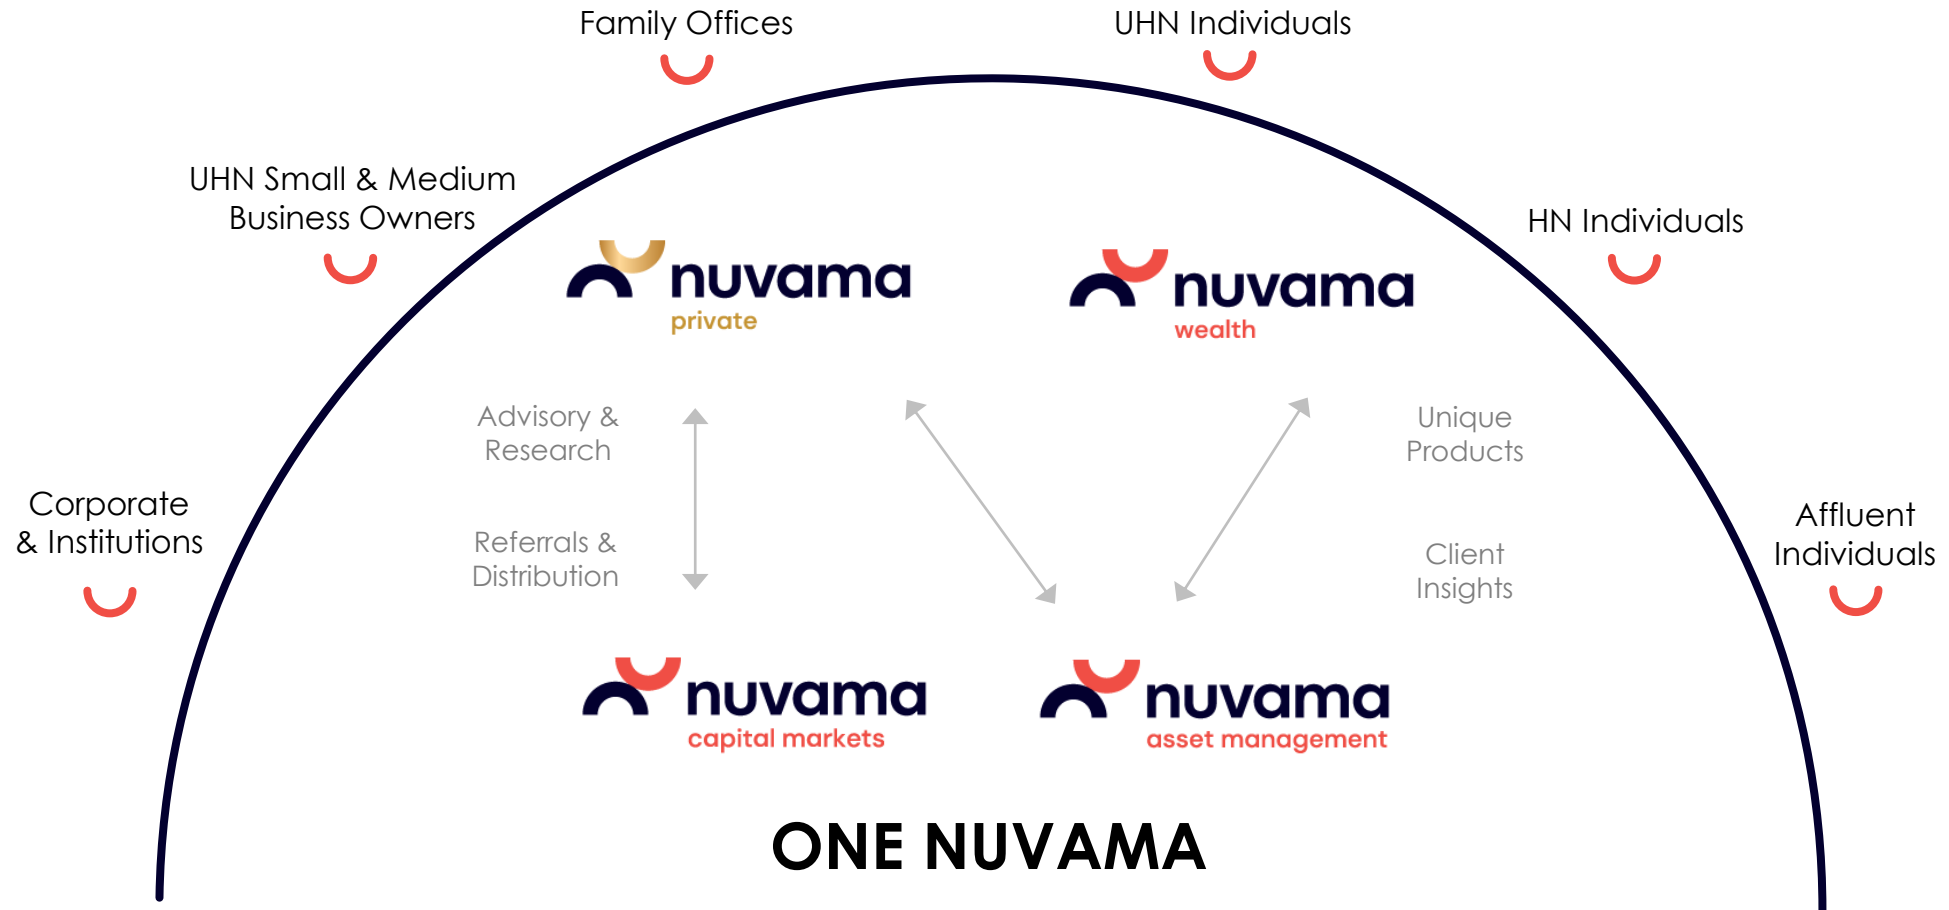 Family Offices
UHN Individuals
UHN Small & Medium
Business Owners
HN Individuals
nuvama
private
nuvama
wealth
Advisory &
Research
Unique
Products
Corporate
& Institutions
Affluent
Individuals
Referrals &
Distribution
Client
Insights
nuvama
capital markets
nuvama
asset management
ONE NUVAMA